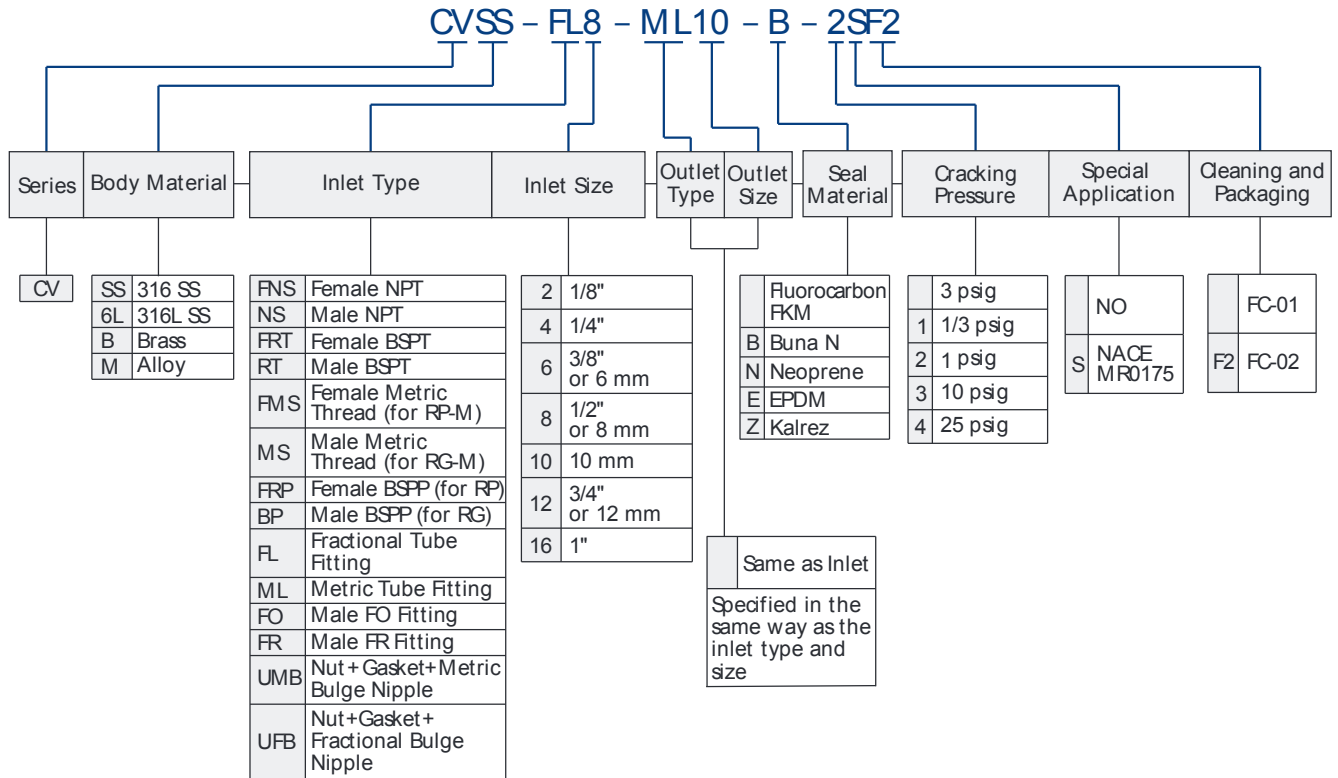 CVSS – FL8 – ML10 – B – 2SF2
Series
Body Material
Inlet Type
Inlet Size
Outlet
Type
Outlet
Size
Seal
Material
Cracking
Pressure
Special
Application
Cleaning and
Packaging
CV
SS 316 SS
6L 316L SS
B Brass
M Alloy
FNS Female NPT
NS Male NPT
FRT Female BSPT
RT Male BSPT
FMS Female Metric
Thread (for RP-M)
MS Male Metric
Thread (for RG-M)
FRP Female BSPP (for RP)
BP Male BSPP (for RG)
FL Fractional Tube
Fitting
ML Metric Tube Fitting
FO Male FO Fitting
FR Male FR Fitting
UMB Nut+Gasket+Metric
Bulge Nipple
UFB Nut+Gasket+
Fractional Bulge
Nipple
2 1/8"
4 1/4"
6 3/8"
or 6 mm
8 1/2"
or 8 mm
10 10 mm
12 3/4"
or 12 mm
16 1"
Same as Inlet
Specified in the
same way as the
inlet type and
size
Fluorocarbon
FKM
B Buna N
N Neoprene
E EPDM
Z Kalrez
3 psig
1 1/3 psig
2 1 psig
3 10 psig
4 25 psig
NO
S NACE
MR0175
FC-01
F2 FC-02